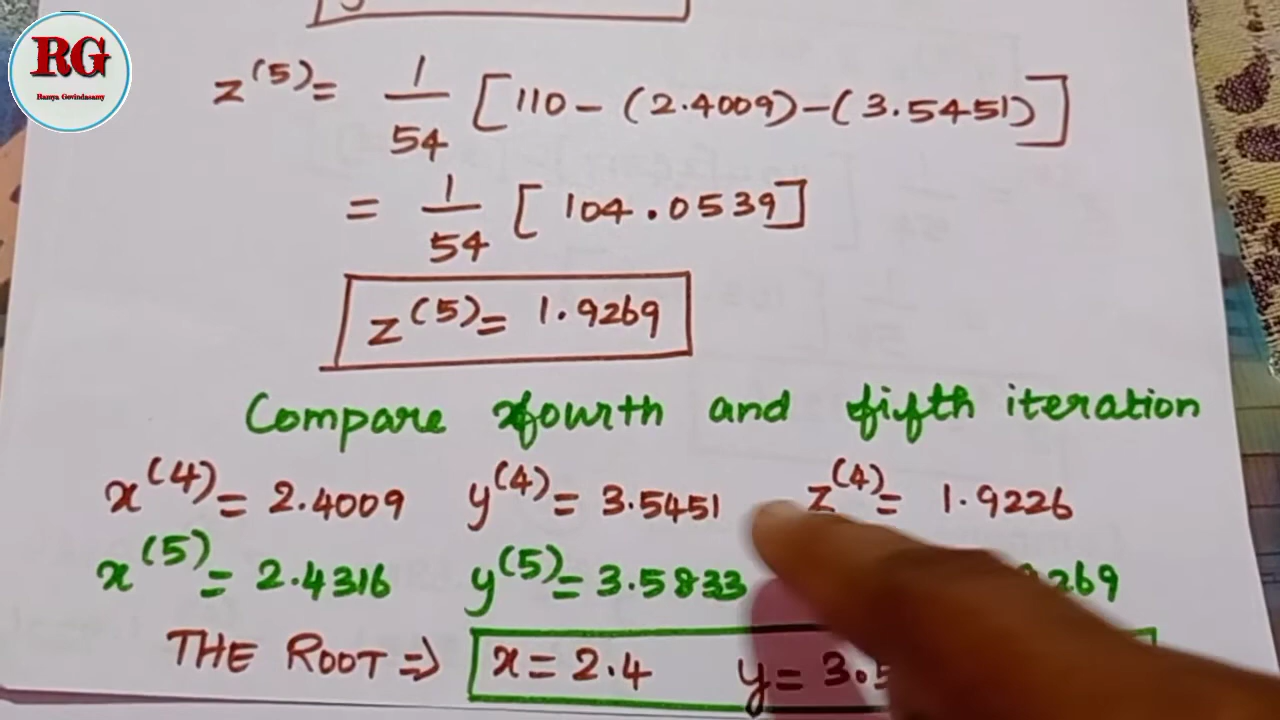 RG
Ramya Govindasamy
z^(5) = 1/54 [110 - (2.4009) - (3.5451)]
= 1/54 [104.0539]
z^(5) = 1.9269
Compare fourth and fifth iteration
x^(4) = 2.4009 y^(4) = 3.5451 z^(4) = 1.9226
x^(5) = 2.4316 y^(5) = 3.5833 269
THE ROOT => x = 2.4 y = 3.5